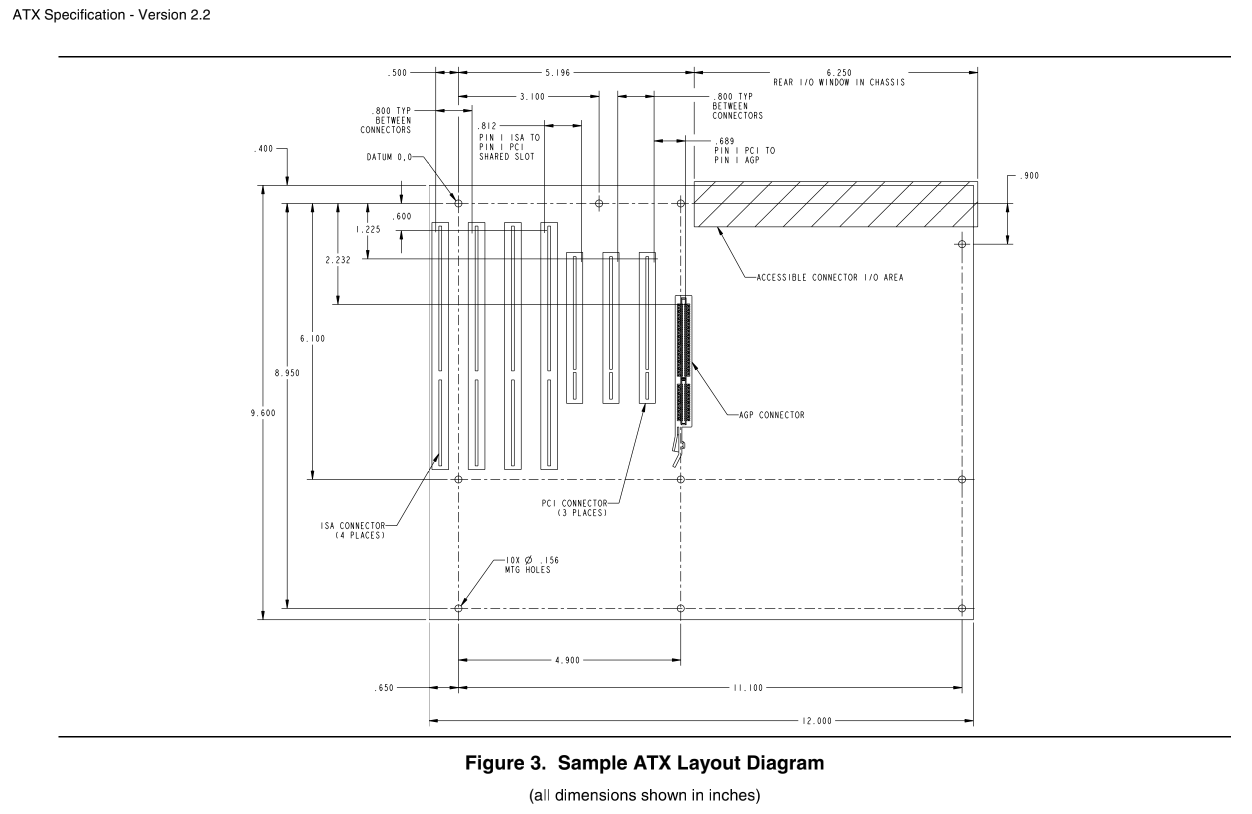 ATX Specification - Version 2.2
.500
5.196
6.250
REAR I/O WINDOW IN CHASSIS
3.100
.800 TYP
BETWEEN
CONNECTORS
.800 TYP
BETWEEN
CONNECTORS
.812
PIN 1 ISA TO
PIN 1 PCI
SHARED SLOT
.689
PIN 1 PCI TO
PIN 1 AGP
.400
DATUM 0,0
.900
.600
1.225
2.232
ACCESSIBLE CONNECTOR I/O AREA
6.100
8.950
9.600
AGP CONNECTOR
PCI CONNECTOR
(3 PLACES)
ISA CONNECTOR
(4 PLACES)
10X Ø .156
MTG HOLES
4.900
.650
11.100
12.000
Figure 3. Sample ATX Layout Diagram
(all dimensions shown in inches)